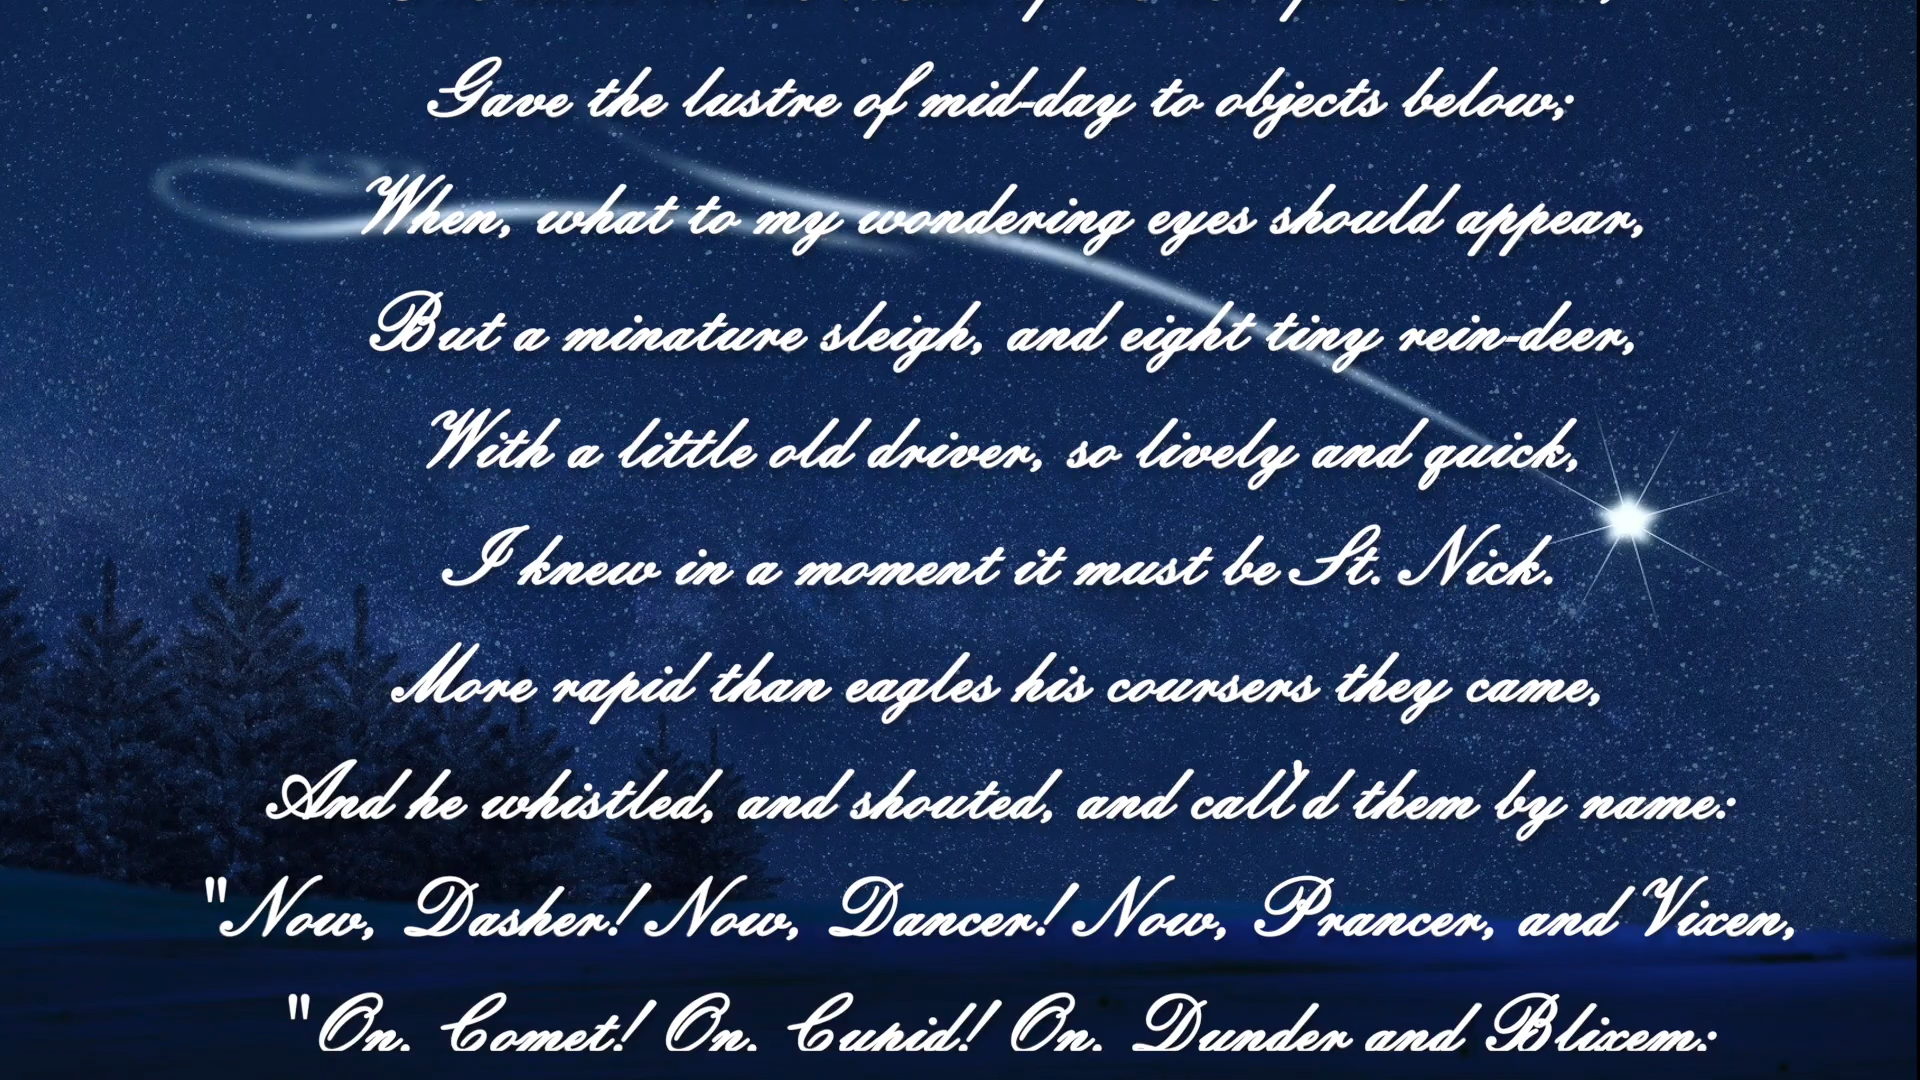 Gave the lustre of mid-day to objects below;
When, what to my wondering eyes should appear,
But a minature sleigh, and eight tiny rein-deer,
With a little old driver, so lively and quick,
I knew in a moment it must be St. Nick.
More rapid than eagles his coursers they came,
And he whistled, and shouted, and call'd them by name:
"Now, Dasher! Now, Dancer! Now, Prancer, and Vixen,
"On, Comet! On, Cupid! On, Dunder and Blixem;